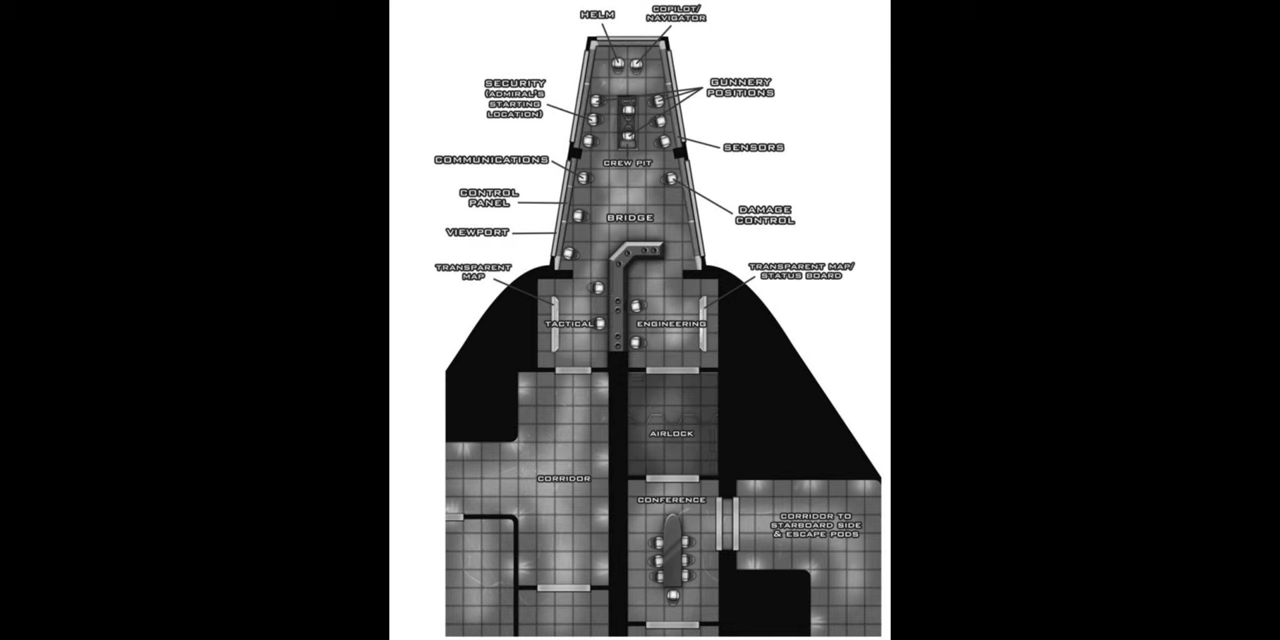 HELM
COPILOT/
NAVIGATOR
SECURITY
(ADMIRAL'S
STARTING
LOCATION)
GUNNERY
POSITIONS
SENSORS
COMMUNICATIONS
CREW PIT
CONTROL
PANEL
DAMAGE
CONTROL
BRIDGE
VIEWPORT
TRANSPARENT
MAP
TRANSPARENT MAP/
STATUS BOARD
TACTICAL
ENGINEERING
AIRLOCK
CORRIDOR
CONFERENCE
CORRIDOR TO
STARBOARD SIDE
& ESCAPE PODS